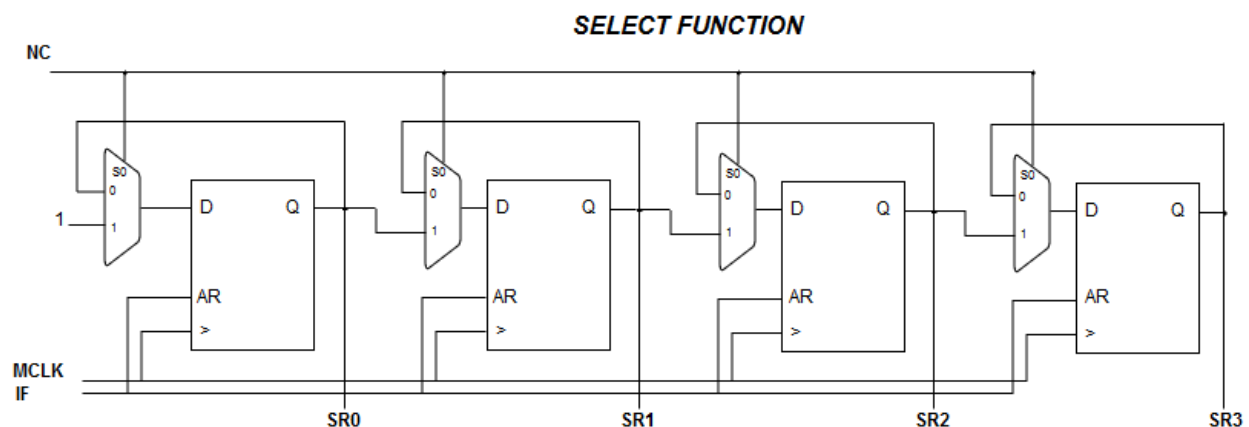 SELECT FUNCTION
NC
S0 S0 S0 S0
0 D Q 0 D Q 0 D Q 0 D Q
1 1 1 1 1
AR AR AR AR
> > > >
MCLK
IF
SR0 SR1 SR2 SR3